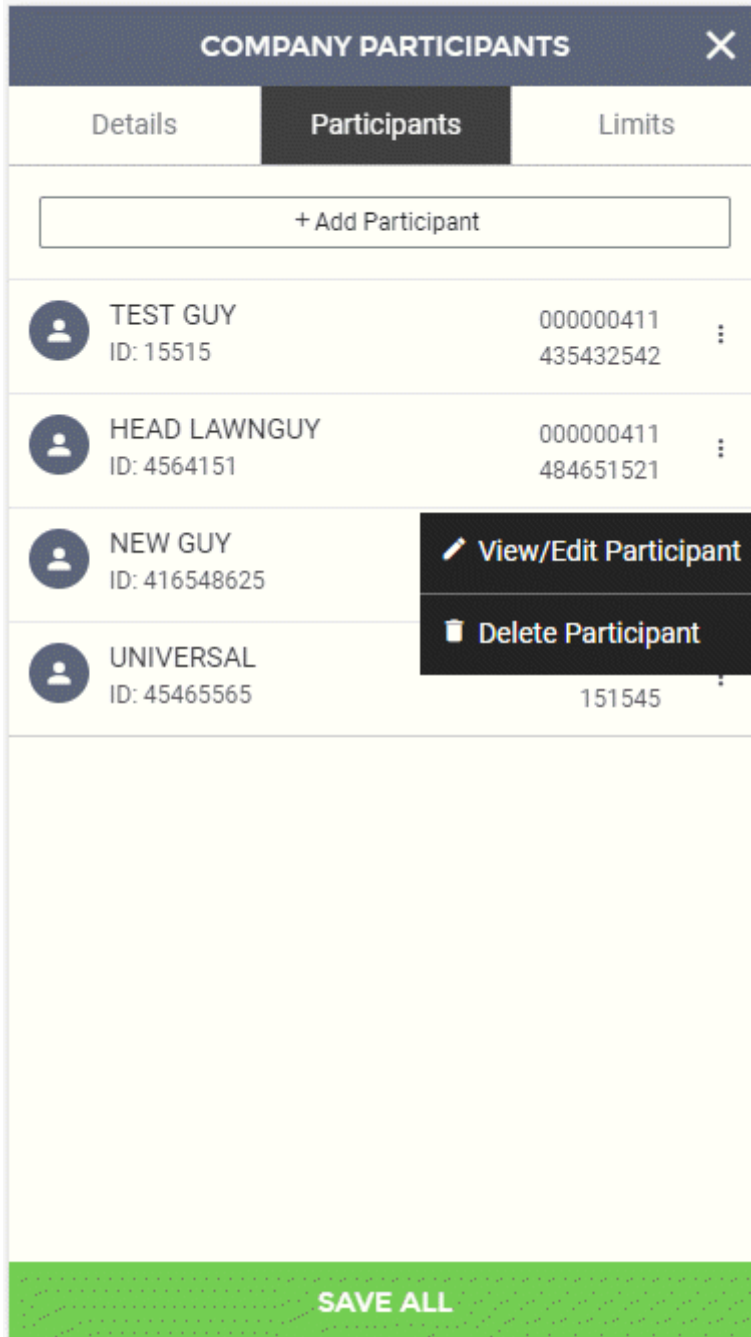 COMPANY PARTICIPANTS
Details Participants Limits
+ Add Participant
TEST GUY 000000411
ID: 15515 435432542
HEAD LAWNGUY 000000411
ID: 4564151 484651521
NEW GUY View/Edit Participant
ID: 416548625
Delete Participant
UNIVERSAL
ID: 45465565 151545
SAVE ALL